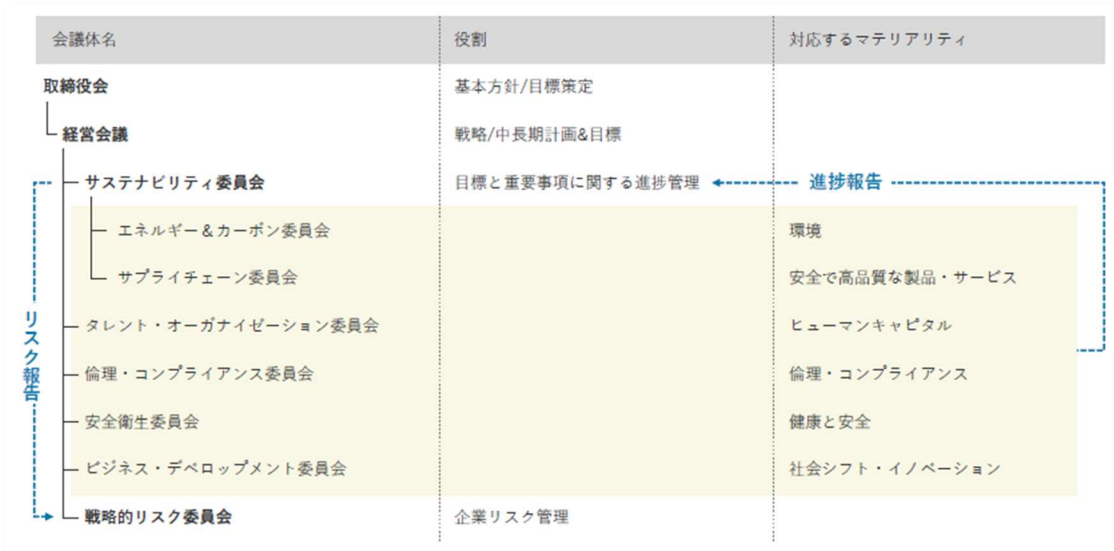 会議体名 役割 対応するマテリアリティ
取締役会 基本方針/目標策定
経営会議 戦略/中長期計画&目標
サステナビリティ委員会 目標と重要事項に関する進捗管理 進捗報告
エネルギー＆カーボン委員会 環境
サプライチェーン委員会 安全で高品質な製品・サービス
タレント・オーガナイゼーション委員会 ヒューマンキャピタル
倫理・コンプライアンス委員会 倫理・コンプライアンス
安全衛生委員会 健康と安全
ビジネス・デベロップメント委員会 社会シフト・イノベーション
戦略的リスク委員会 企業リスク管理
リスク報告